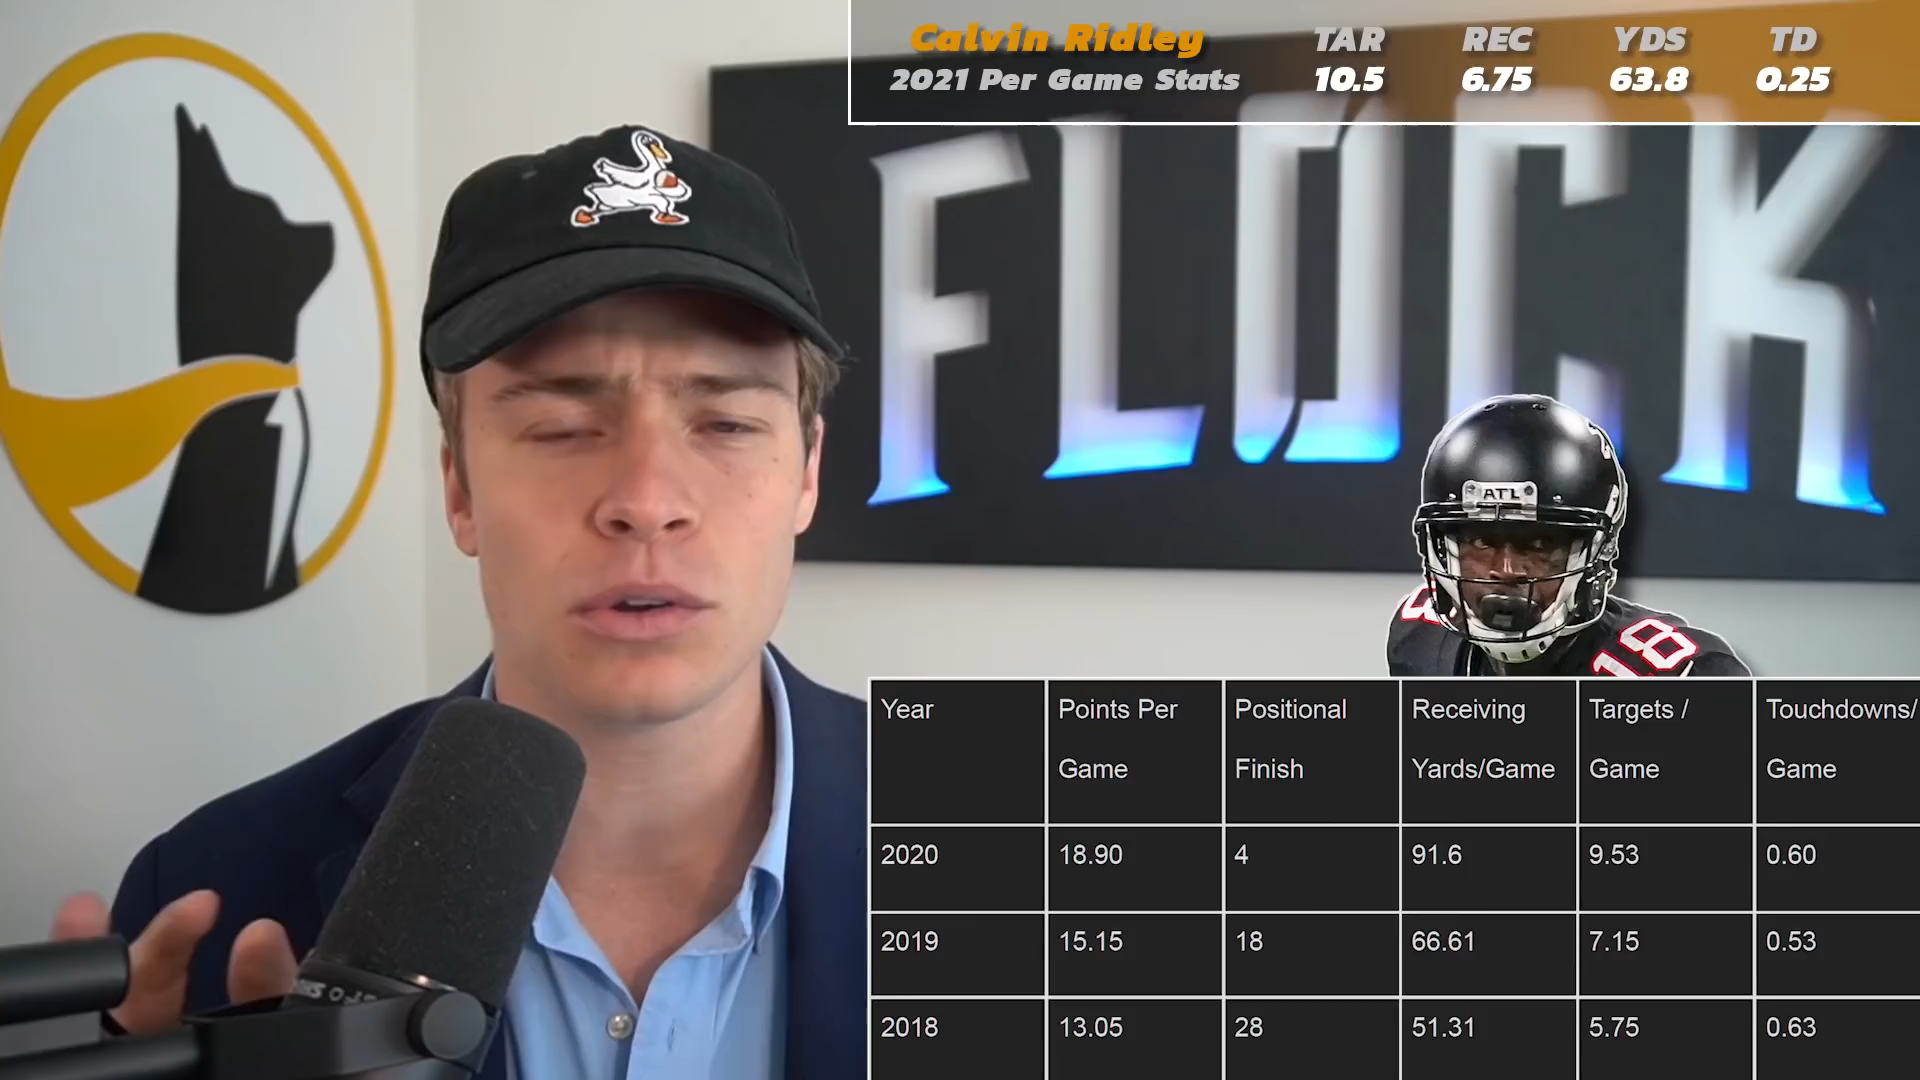 Calvin Ridley TAR REC YDS TD
2021 Per Game Stats 10.5 6.75 63.8 0.25
FLOCK
ATL
18
Year Points Per Game Positional Finish Receiving Yards/Game Targets / Game Touchdowns/ Game
2020 18.90 4 91.6 9.53 0.60
2019 15.15 18 66.61 7.15 0.53
2018 13.05 28 51.31 5.75 0.63